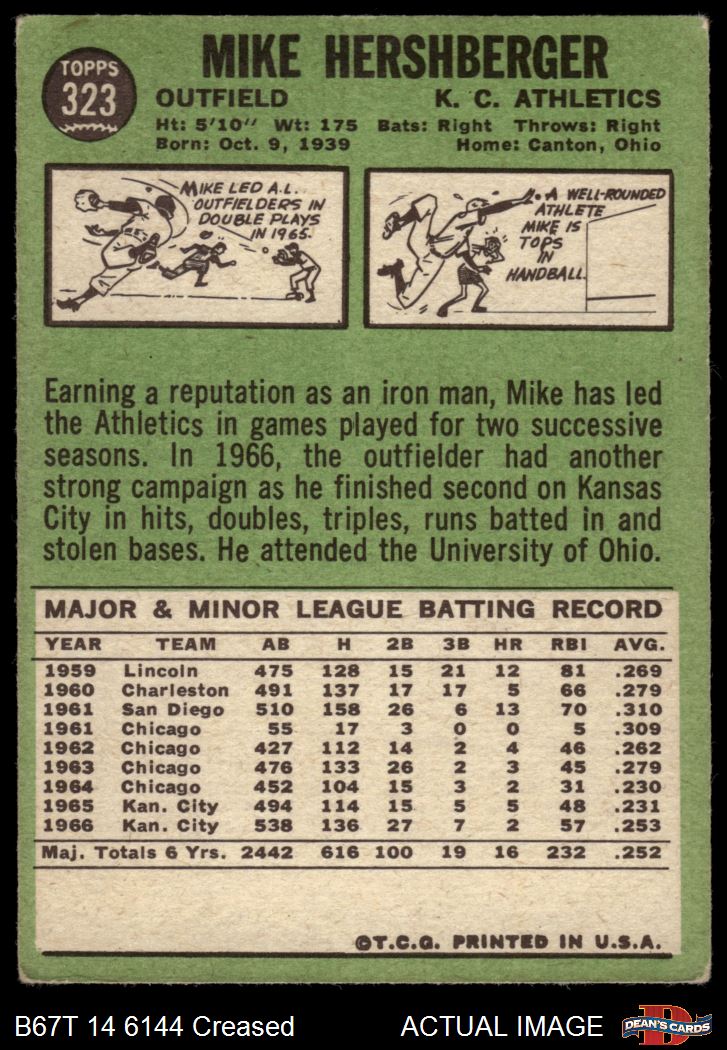 TOPPS
323
MIKE HERSHBERGER
OUTFIELD K. C. ATHLETICS
Ht: 5'10" Wt: 175 Bats: Right Throws: Right
Born: Oct. 9, 1939 Home: Canton, Ohio
MIKE LED A.L.
OUTFIELDERS IN
DOUBLE PLAYS
IN 1965.
A WELL-ROUNDED
ATHLETE
MIKE IS
TOPS
IN
HANDBALL.
Earning a reputation as an iron man, Mike has led
the Athletics in games played for two successive
seasons. In 1966, the outfielder had another
strong campaign as he finished second on Kansas
City in hits, doubles, triples, runs batted in and
stolen bases. He attended the University of Ohio.
MAJOR & MINOR LEAGUE BATTING RECORD
YEAR TEAM AB H 2B 3B HR RBI AVG.
1959 Lincoln 475 128 15 21 12 81 .269
1960 Charleston 491 137 17 17 5 66 .279
1961 San Diego 510 158 26 6 13 70 .310
1961 Chicago 55 17 3 0 0 5 .309
1962 Chicago 427 112 14 2 4 46 .262
1963 Chicago 476 133 26 2 3 45 .279
1964 Chicago 452 104 15 3 2 31 .230
1965 Kan. City 494 114 15 5 5 48 .231
1966 Kan. City 538 136 27 7 2 57 .253
Maj. Totals 6 Yrs. 2442 616 100 19 16 232 .252
©T.C.G. PRINTED IN U.S.A.
B67T 14 6144 Creased ACTUAL IMAGE
D
DEAN'S CARDS